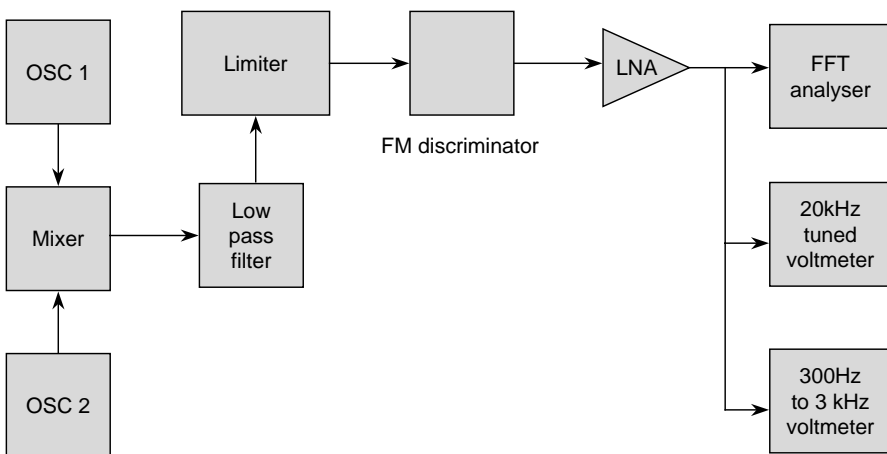 OSC 1
Limiter
FM discriminator
LNA
FFT
analyser
Mixer
Low
pass
filter
20kHz
tuned
voltmeter
OSC 2
300Hz
to 3 kHz
voltmeter